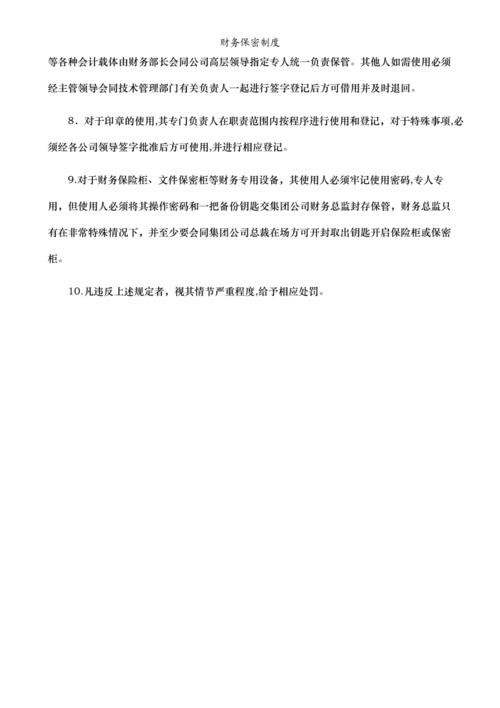 财务保密制度
等各种会计载体由财务部长会同公司高层领导指定专人统一负责保管。其他人如需使用必须
经主管领导会同技术管理部门有关负责人一起进行签字登记后方可借用并及时退回。
8．对于印章的使用,其专门负责人在职责范围内按程序进行使用和登记，对于特殊事项,必
须经各公司领导签字批准后方可使用,并进行相应登记。
9.对于财务保险柜、文件保密柜等财务专用设备，其使用人必须牢记使用密码,专人专
用，但使用人必须将其操作密码和一把备份钥匙交集团公司财务总监封存保管，财务总监只
有在非常特殊情况下，并至少要会同集团公司总裁在场方可开封取出钥匙开启保险柜或保密
柜。
10.凡违反上述规定者，视其情节严重程度,给予相应处罚。